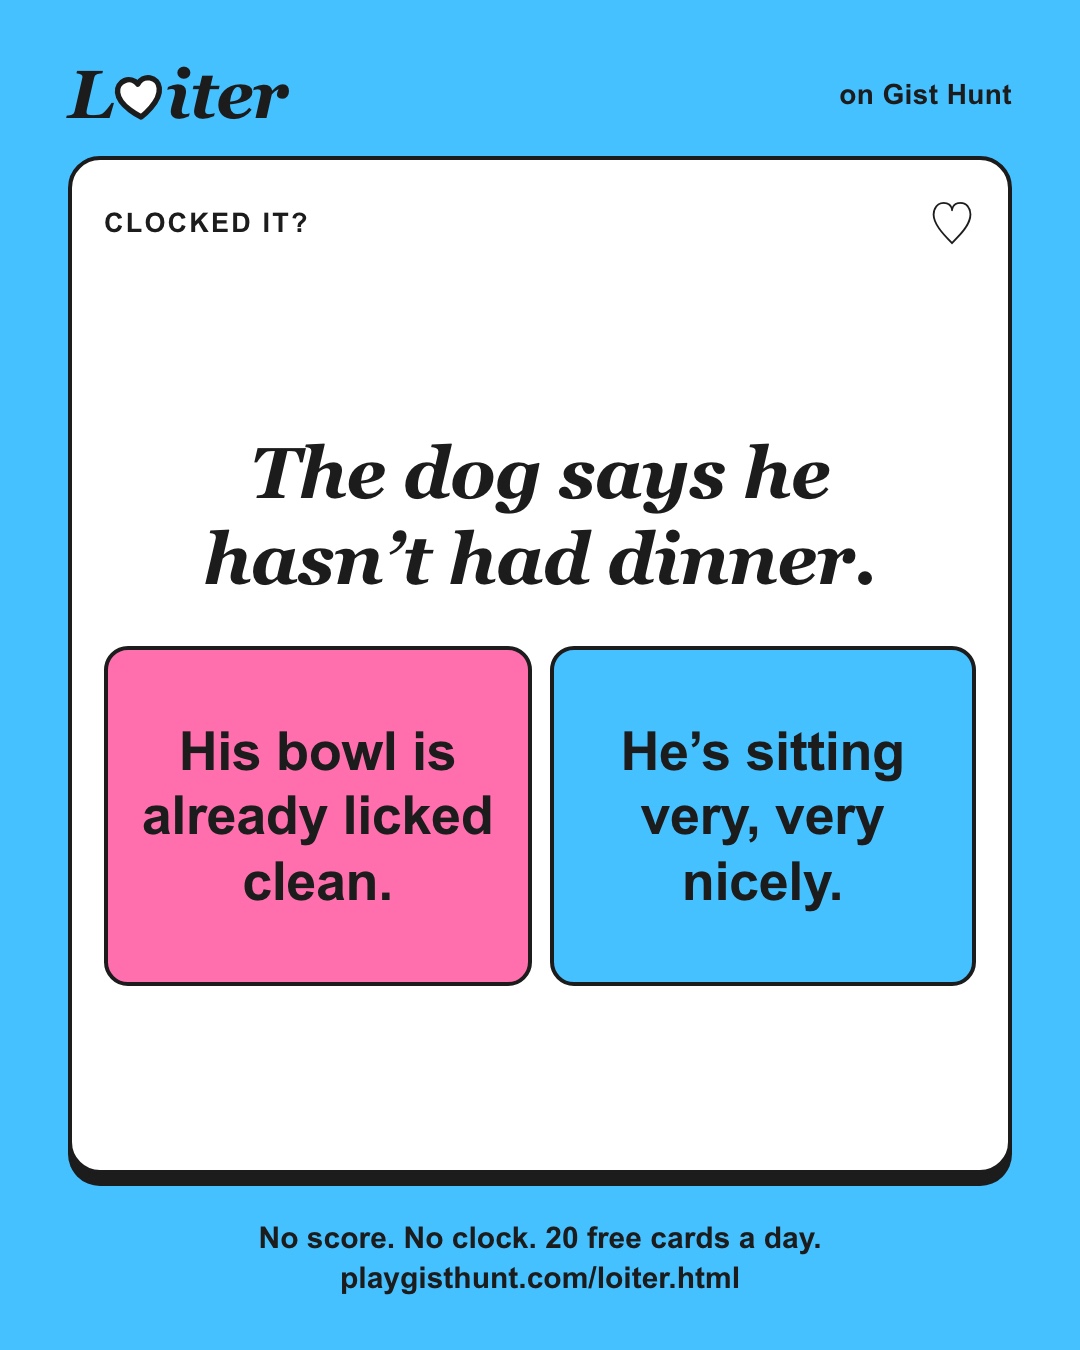 Loiter
on Gist Hunt
CLOCKED IT?
The dog says he
hasn’t had dinner.
His bowl is
already licked
clean.
He’s sitting
very, very
nicely.
No score. No clock. 20 free cards a day.
playgisthunt.com/loiter.html